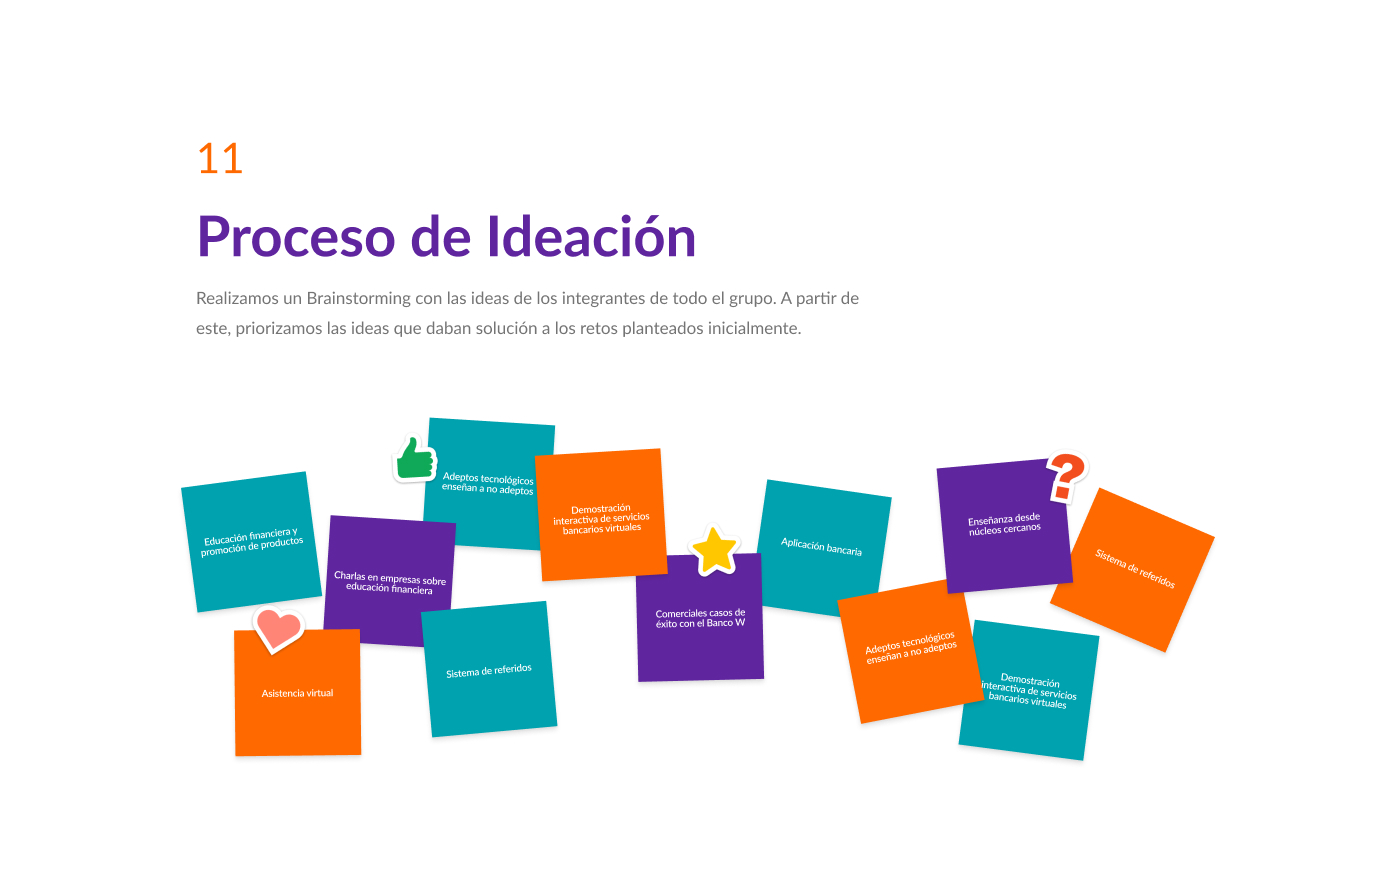 11
Proceso de Ideación
Realizamos un Brainstorming con las ideas de los integrantes de todo el grupo. A partir de
este, priorizamos las ideas que daban solución a los retos planteados inicialmente.
Educación financiera y
promoción de productos
Charlas en empresas sobre
educación financiera
Asistencia virtual
Adeptos tecnológicos
enseñan a no adeptos
Sistema de referidos
Demostración
interactiva de servicios
bancarios virtuales
Comerciales casos de
éxito con el Banco W
Aplicación bancaria
Adeptos tecnológicos
enseñan a no adeptos
Enseñanza desde
núcleos cercanos
?
Sistema de referidos
Demostración
interactiva de servicios
bancarios virtuales